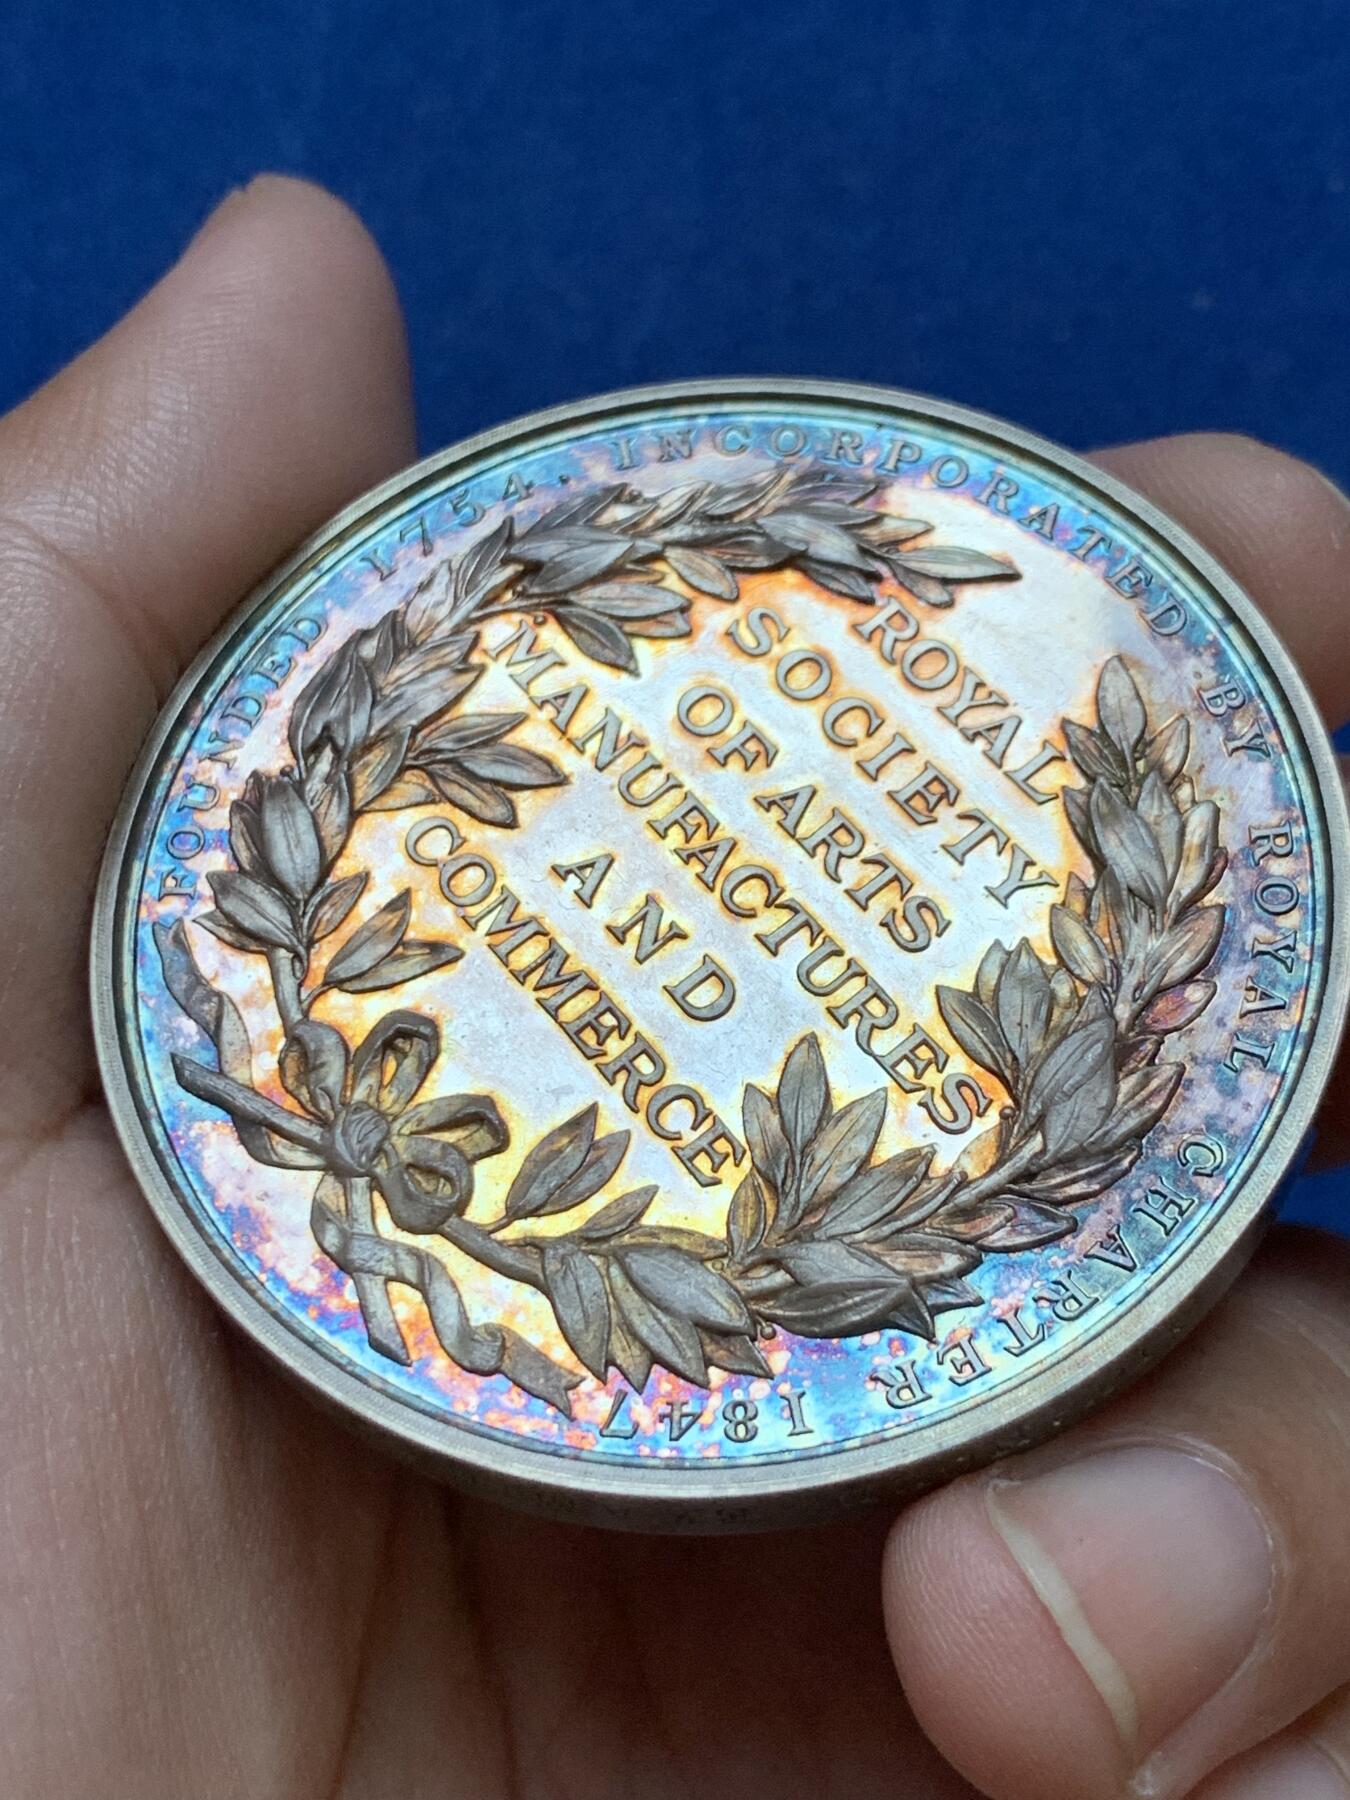 FOUNDED 1754. INCORPORATED BY ROYAL CHARTER 1847
ROYAL
SOCIETY
OF ARTS
MANUFACTURES
AND
COMMERCE